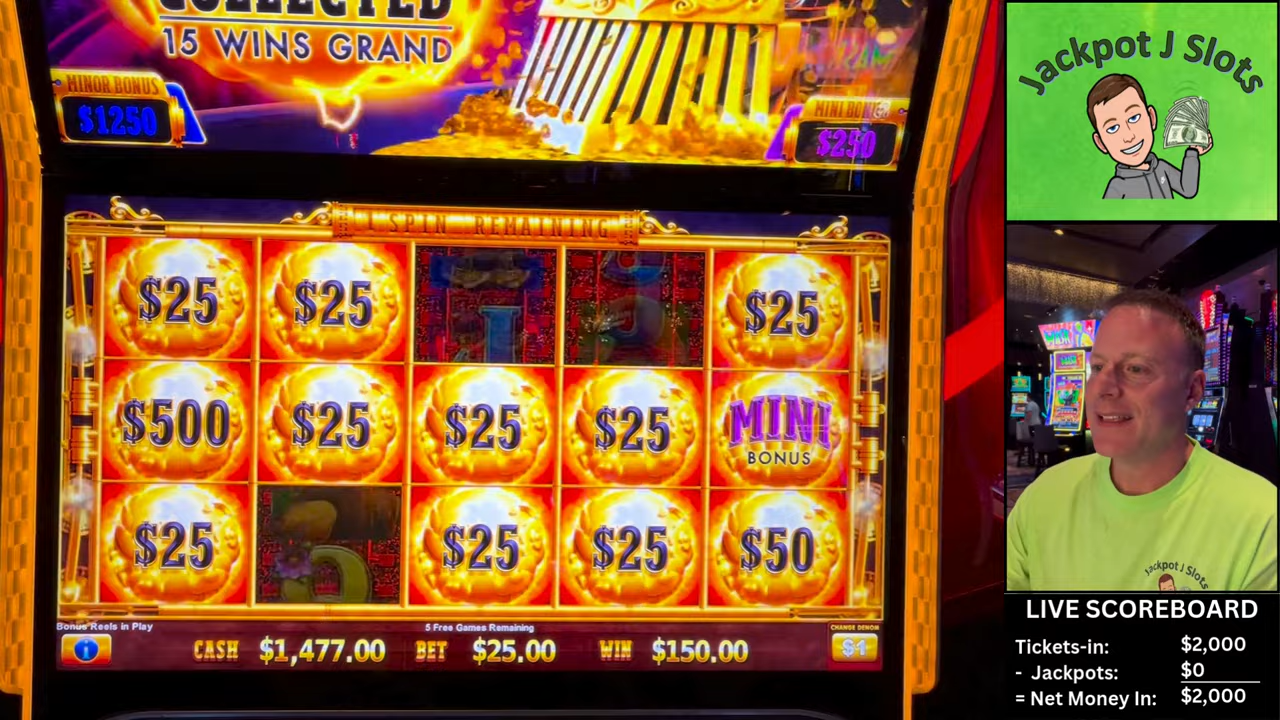 COLLECTED
15 WINS GRAND
MINOR BONUS
$1250
MINI BONUS
$250
1 SPIN REMAINING
$25
$25
$25
$500
$25
$25
$25
MINI
BONUS
$25
$25
$25
$50
Bonus Reels in Play
5 Free Games Remaining
CHANGE DENOM
CASH $1,477.00 BET $25.00 WIN $150.00
$1
Jackpot J Slots
Jackpot J Slots
LIVE SCOREBOARD
Tickets-in: $2,000
- Jackpots: $0
= Net Money In: $2,000